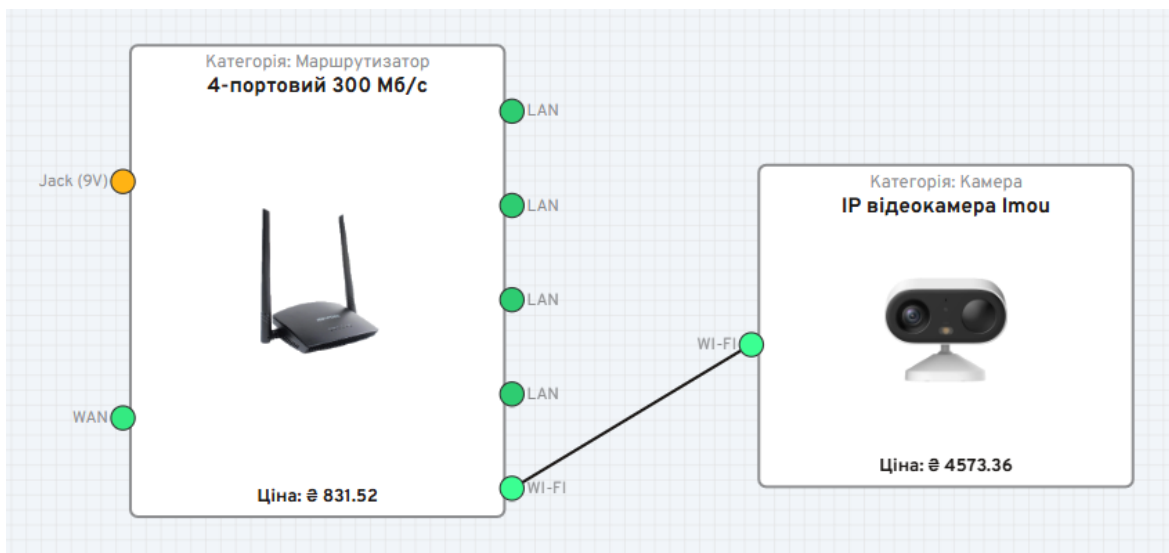 Категорія: Маршрутизатор
4-портовий 300 Мб/с
LAN
Jack (9V)
LAN
LAN
LAN
WAN
WI-FI
Ціна: ₴ 831.52
Категорія: Камера
IP відеокамера Imou
WI-FI
Ціна: ₴ 4573.36